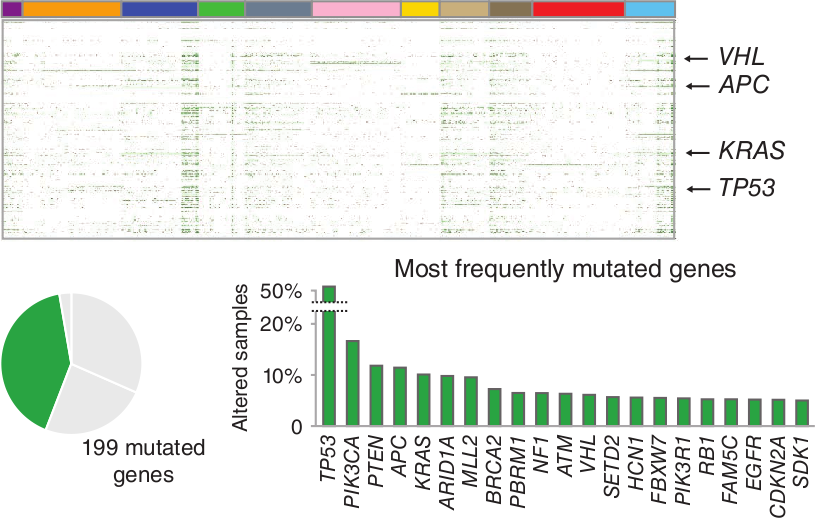 VHL
APC
KRAS
TP53
Most frequently mutated genes
Altered samples
50%
20%
10%
0
TP53
PIK3CA
PTEN
APC
KRAS
ARID1A
MLL2
BRCA2
PBRM1
NF1
ATM
VHL
SETD2
HCN1
FBXW7
PIK3R1
RB1
FAM5C
EGFR
CDKN2A
SDK1
199 mutated
genes